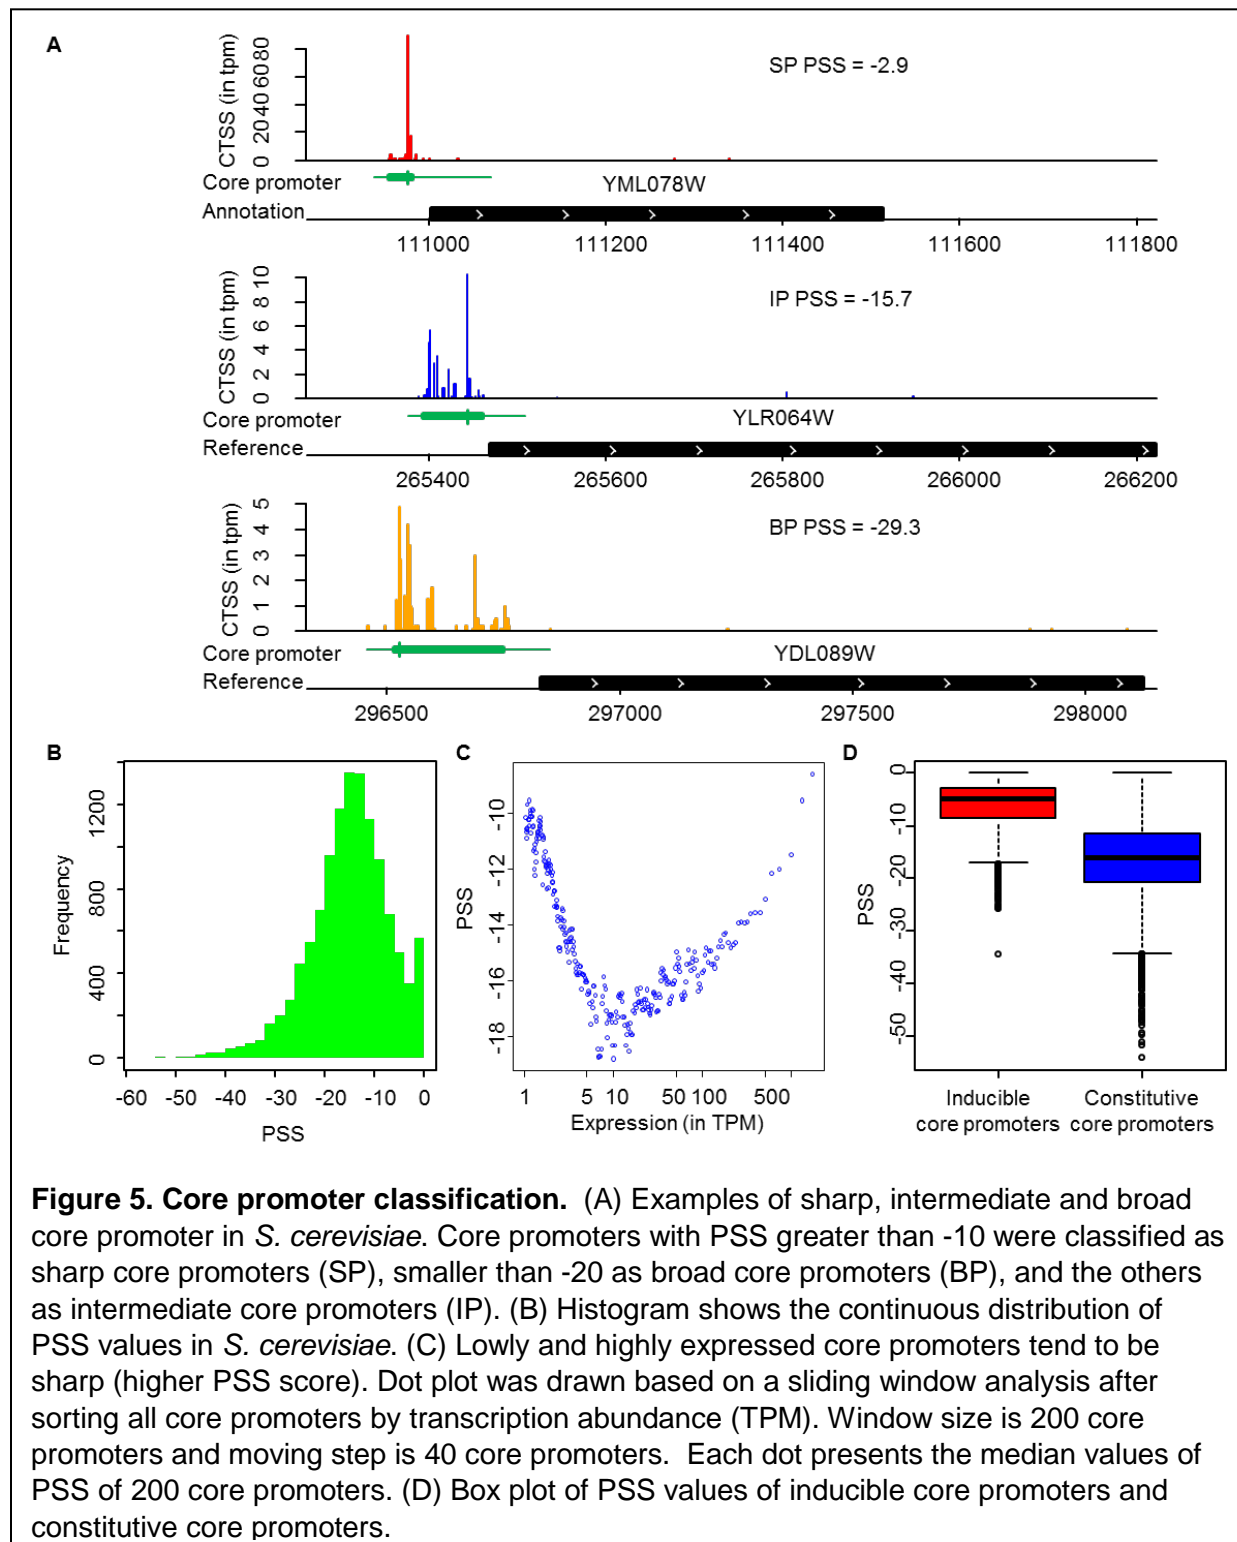 A
CTSS (in tpm)
0 20 40 60 80
SP PSS = -2.9
Core promoter
YML078W
Annotation
111000 111200 111400 111600 111800
CTSS (in tpm)
0 2 4 6 8 10
IP PSS = -15.7
Core promoter
YLR064W
Reference
265400 265600 265800 266000 266200
CTSS (in tpm)
0 1 2 3 4 5
BP PSS = -29.3
Core promoter
YDL089W
Reference
296500 297000 297500 298000
B
Frequency
0 400 800 1200
-60 -50 -40 -30 -20 -10 0
PSS
C
PSS
-18 -16 -14 -12 -10
1 5 10 50 100 500
Expression (in TPM)
D
PSS
-50 -40 -30 -20 -10 0
Inducible
core promoters
Constitutive
core promoters
Figure 5. Core promoter classification. (A) Examples of sharp, intermediate and broad
core promoter in S. cerevisiae. Core promoters with PSS greater than -10 were classified as
sharp core promoters (SP), smaller than -20 as broad core promoters (BP), and the others
as intermediate core promoters (IP). (B) Histogram shows the continuous distribution of
PSS values in S. cerevisiae. (C) Lowly and highly expressed core promoters tend to be
sharp (higher PSS score). Dot plot was drawn based on a sliding window analysis after
sorting all core promoters by transcription abundance (TPM). Window size is 200 core
promoters and moving step is 40 core promoters. Each dot presents the median values of
PSS of 200 core promoters. (D) Box plot of PSS values of inducible core promoters and
constitutive core promoters.